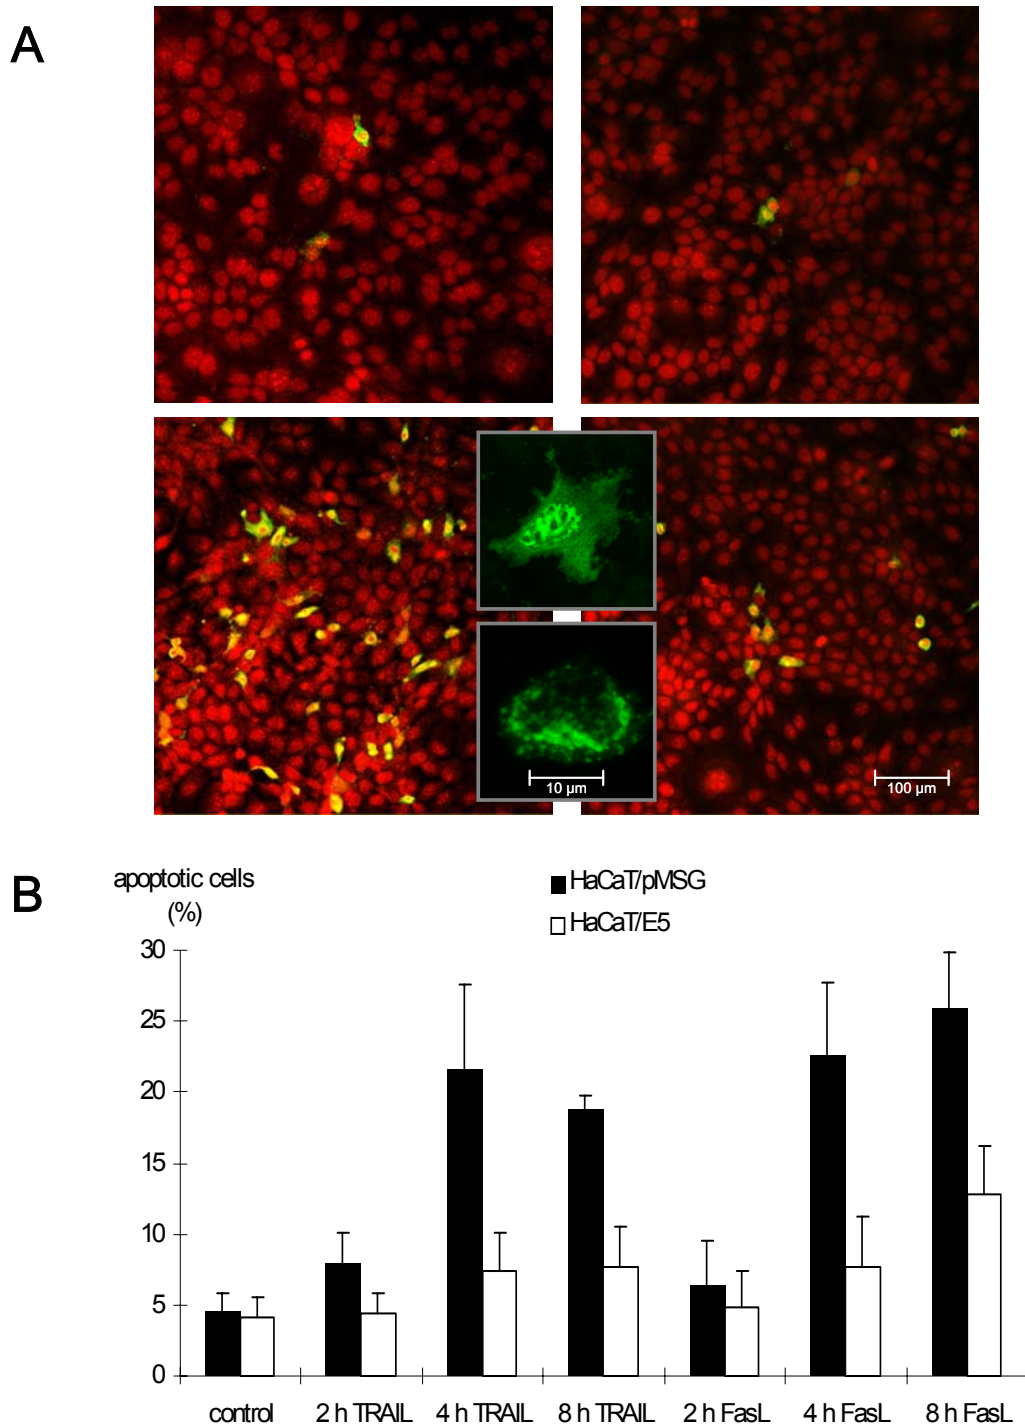 A
10 µm
100 µm
B
apoptotic cells
(%)
HaCaT/pMSG
HaCaT/E5
30
25
20
15
10
5
0
control 2 h TRAIL 4 h TRAIL 8 h TRAIL 2 h FasL 4 h FasL 8 h FasL